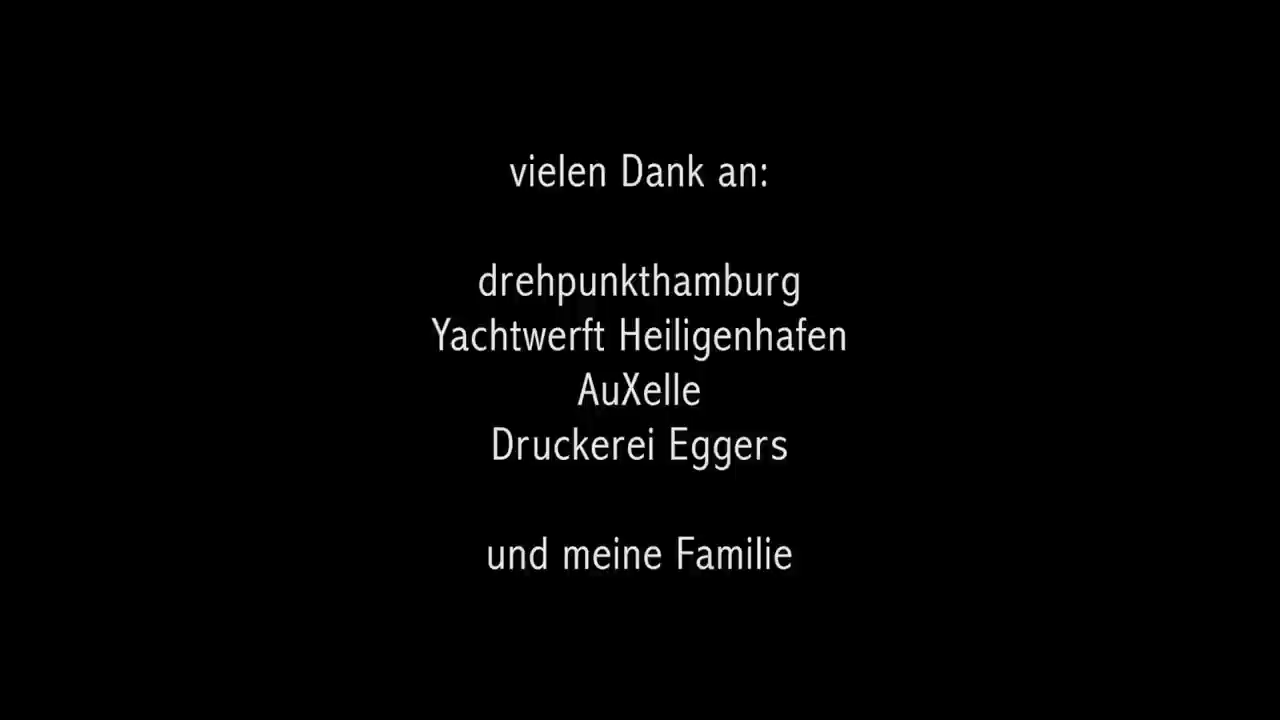 vielen Dank an:
drehpunkthamburg
Yachtwerft Heiligenhafen
AuXelle
Druckerei Eggers
und meine Familie